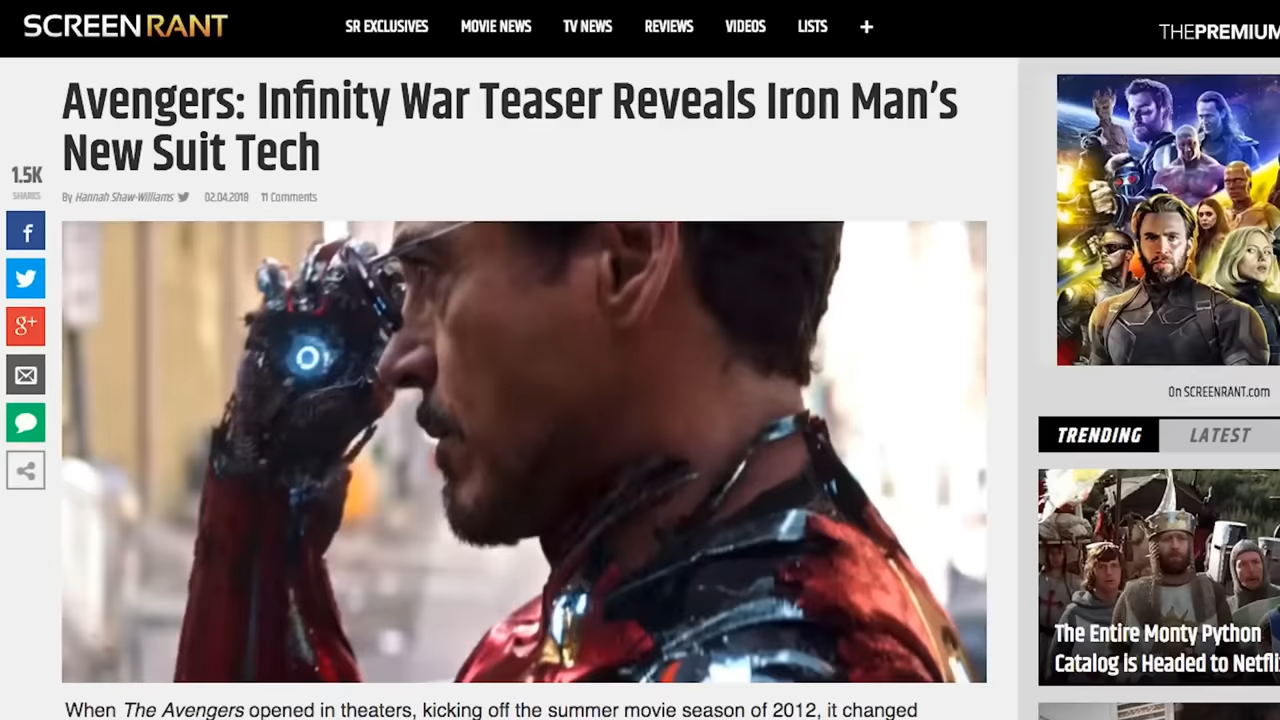 SCREENRANT
SR EXCLUSIVES MOVIE NEWS TV NEWS REVIEWS VIDEOS LISTS +
THEPREMIUM
Avengers: Infinity War Teaser Reveals Iron Man’s
New Suit Tech
1.5K
SHARES
By Hannah Shaw-Williams 02.04.2018 11 Comments
f
g+
On SCREENRANT.com
TRENDING LATEST
The Entire Monty Python
Catalog is Headed to Netfli
When The Avengers opened in theaters, kicking off the summer movie season of 2012, it changed